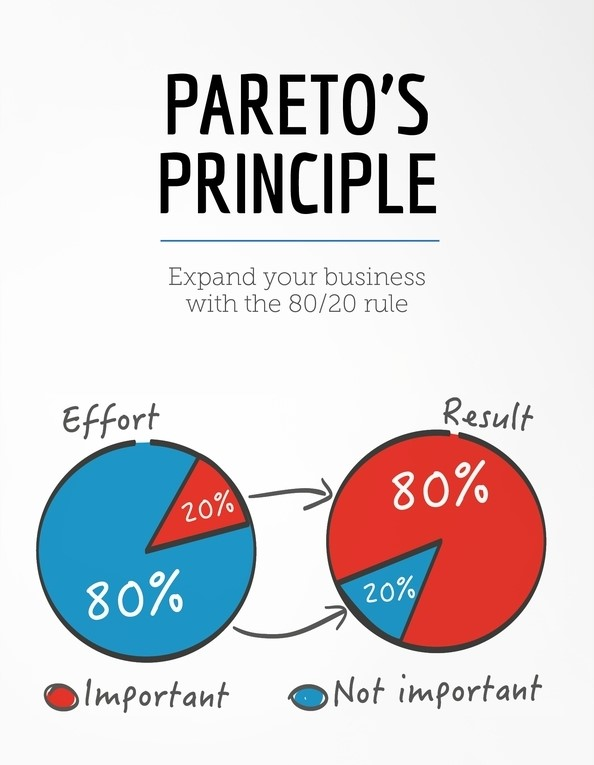 PARETO'S
PRINCIPLE
Expand your business
with the 80/20 rule
Effort
Result
20%
80%
80%
20%
Important
Not important